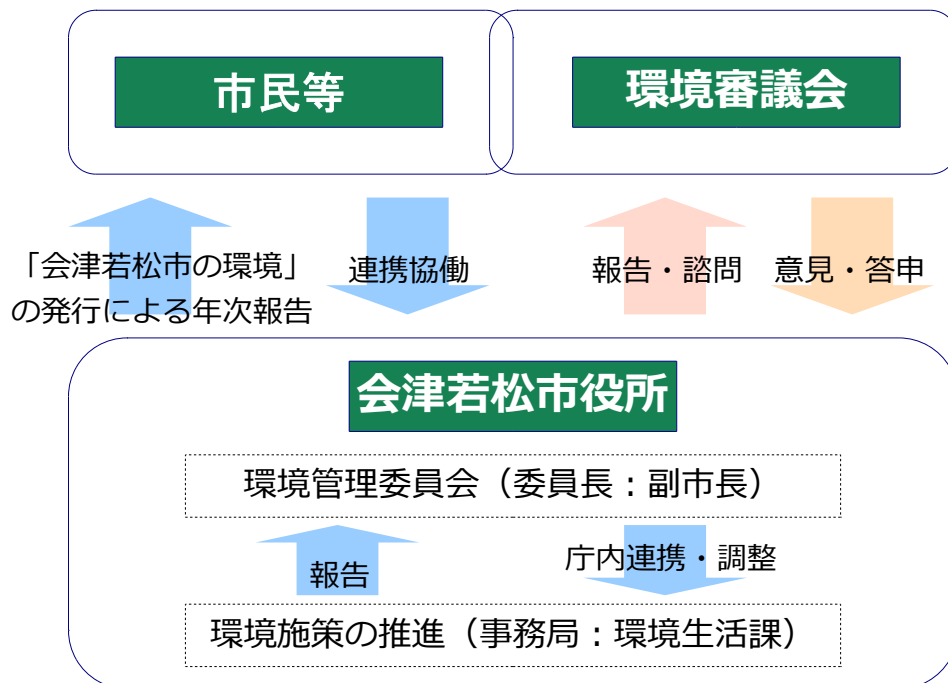 市民等
環境審議会
「会津若松市の環境」
の発行による年次報告
連携協働
報告・諮問
意見・答申
会津若松市役所
環境管理委員会（委員長：副市長）
報告
庁内連携・調整
環境施策の推進（事務局：環境生活課）